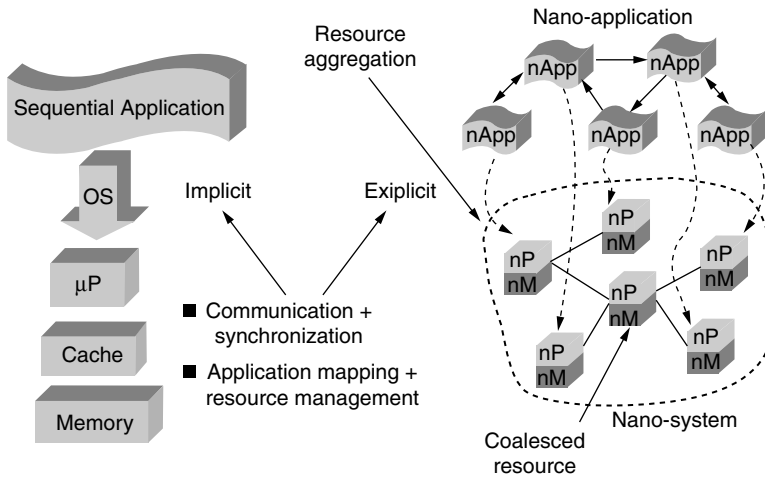 Nano-application
Resource
aggregation
nApp
nApp
Sequential Application
nApp
nApp
nApp
OS
Implicit
Exiplicit
nP
nM
nP
nM
nP
nM
μP
nP
nM
■ Communication +
synchronization
Cache
nP
nM
nP
nM
■ Application mapping +
resource management
Memory
Nano-system
Coalesced
resource